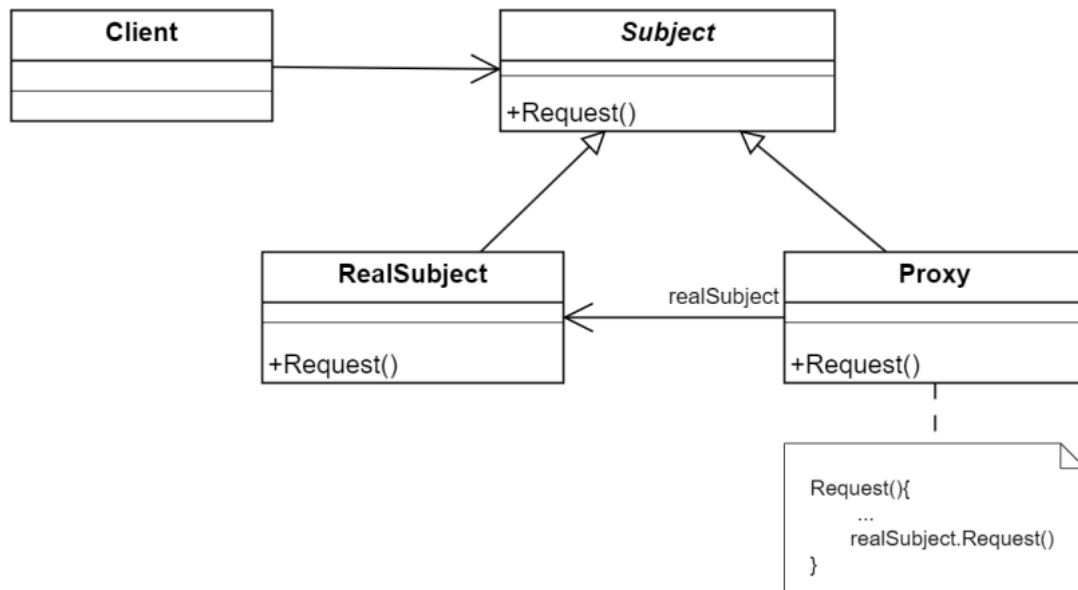 Client
Subject
+Request()
RealSubject
realSubject
Proxy
+Request()
+Request()
Request(){
...
realSubject.Request()
}